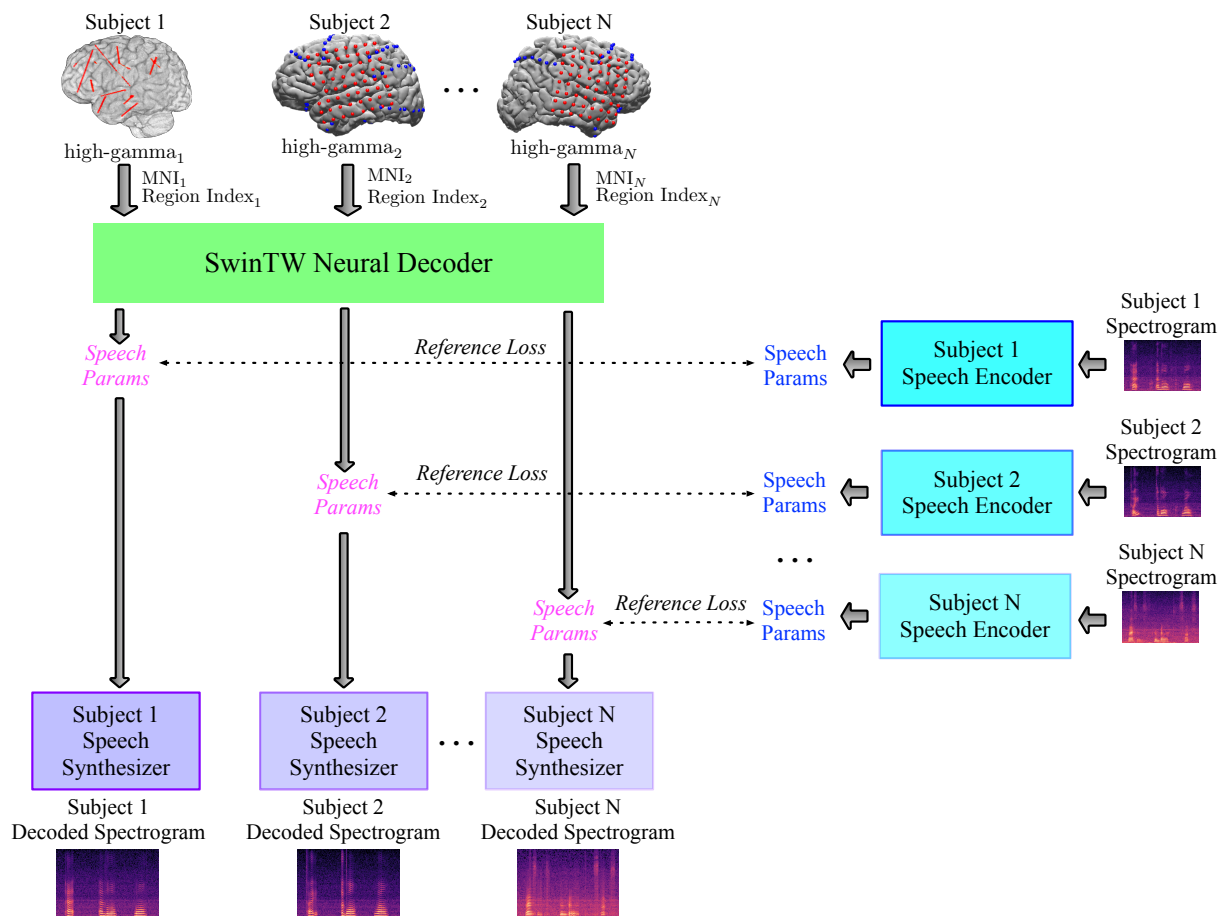 Subject 1
Subject 2
Subject N
...
high-gamma₁
high-gamma₂
high-gamma_N
MNI₁
Region Index₁
MNI₂
Region Index₂
MNI_N
Region Index_N
SwinTW Neural Decoder
Speech
Params
Reference Loss
Speech
Params
Subject 1
Speech Encoder
Subject 1
Spectrogram
Speech
Params
Reference Loss
Speech
Params
Subject 2
Speech Encoder
Subject 2
Spectrogram
...
Speech
Params
Reference Loss
Speech
Params
Subject N
Speech Encoder
Subject N
Spectrogram
Subject 1
Speech
Synthesizer
Subject 2
Speech
Synthesizer
...
Subject N
Speech
Synthesizer
Subject 1
Decoded Spectrogram
Subject 2
Decoded Spectrogram
Subject N
Decoded Spectrogram